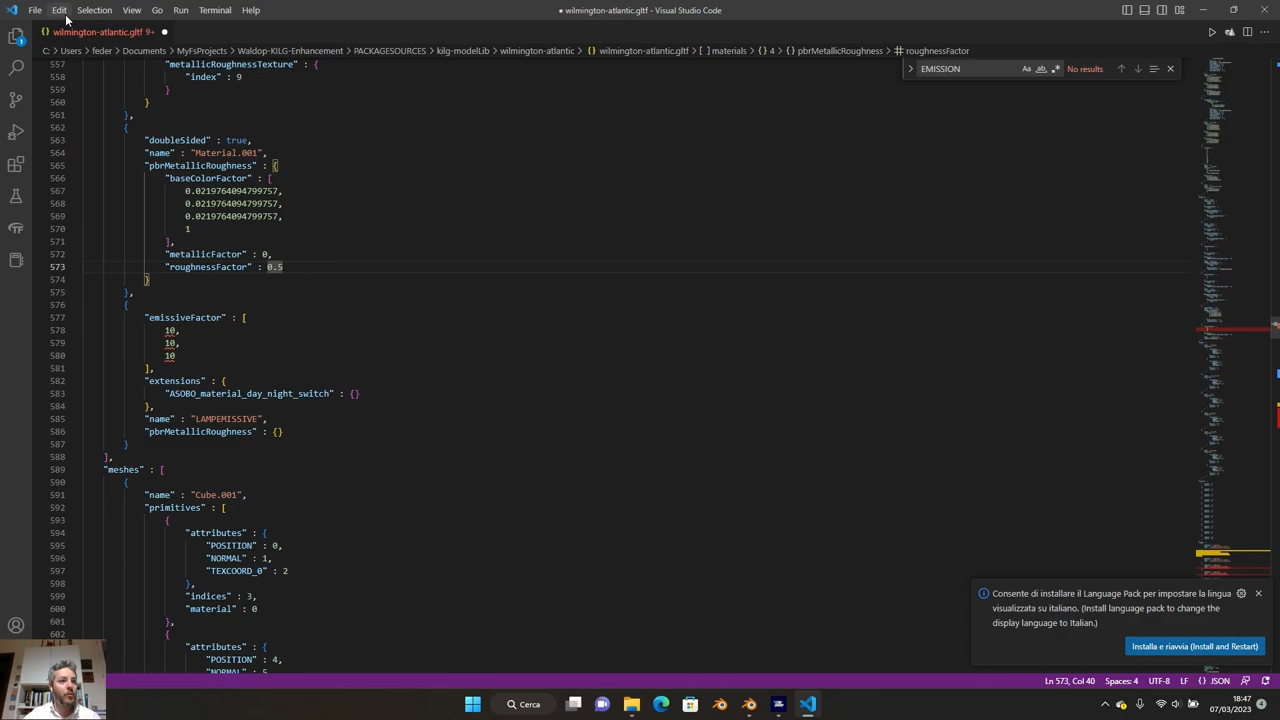 File Edit Selection View Go Run Terminal Help
● wilmington-atlantic.gltf - Visual Studio Code
wilmington-atlantic.gltf 9+ ●
C: > Users > feder > Documents > MyFsProjects > Waldop-KILG-Enhancement > PACKAGESOURCES > kilg-modelLib > wilmington-atlantic > wilmington-atlantic.gltf > [ ] materials > {} 4 > {} pbrMetallicRoughness > # roughnessFactor
EMISSION Aa ab .* No results
557 "metallicRoughnessTexture" : {
558 "index" : 9
559 }
560 }
561 },
562 {
563 "doubleSided" : true,
564 "name" : "Material.001",
565 "pbrMetallicRoughness" : {
566 "baseColorFactor" : [
567 0.0219764094799757,
568 0.0219764094799757,
569 0.0219764094799757,
570 1
571 ],
572 "metallicFactor" : 0,
573 "roughnessFactor" : 0.5
574 }
575 },
576 {
577 "emissiveFactor" : [
578 10,
579 10,
580 10
581 ],
582 "extensions" : {
583 "ASOBO_material_day_night_switch" : {}
584 },
585 "name" : "LAMPEMISSIVE",
586 "pbrMetallicRoughness" : {}
587 }
588 ],
589 "meshes" : [
590 {
591 "name" : "Cube.001",
592 "primitives" : [
593 {
594 "attributes" : {
595 "POSITION" : 0,
596 "NORMAL" : 1,
597 "TEXCOORD_0" : 2
598 },
599 "indices" : 3,
600 "material" : 0
601 },
602 {
"attributes" : {
"POSITION" : 4,
"NORMAL" : 5,
Consente di installare il Language Pack per impostare la lingua
visualizzata su italiano. (Install language pack to change the
display language to Italian.)
Installa e riavvia (Install and Restart)
Ln 573, Col 40 Spaces: 4 UTF-8 LF {} JSON
Cerca
18:47
07/03/2023